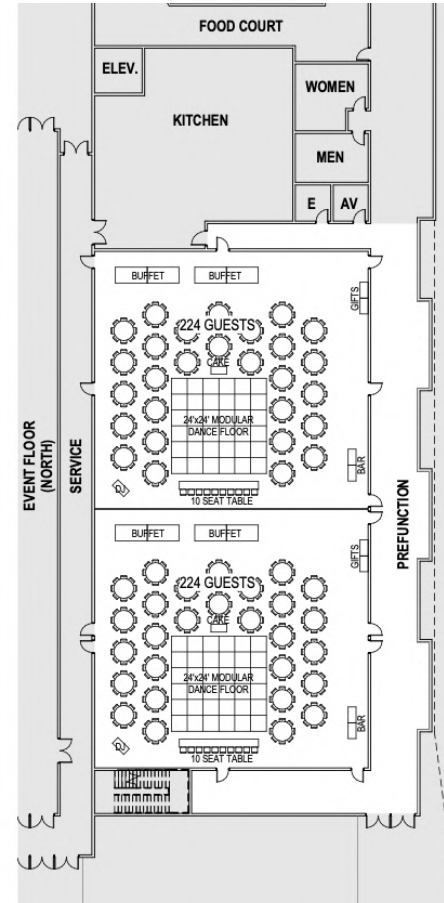 FOOD COURT
ELEV.
WOMEN
KITCHEN
MEN
E
AV
BUFFET
BUFFET
GIFTS
224 GUESTS
CAKE
24'x24' MODULAR
DANCE FLOOR
BAR
DJ
10 SEAT TABLE
EVENT FLOOR
(NORTH)
SERVICE
PREFUNCTION
BUFFET
BUFFET
GIFTS
224 GUESTS
CAKE
24'x24' MODULAR
DANCE FLOOR
BAR
DJ
10 SEAT TABLE